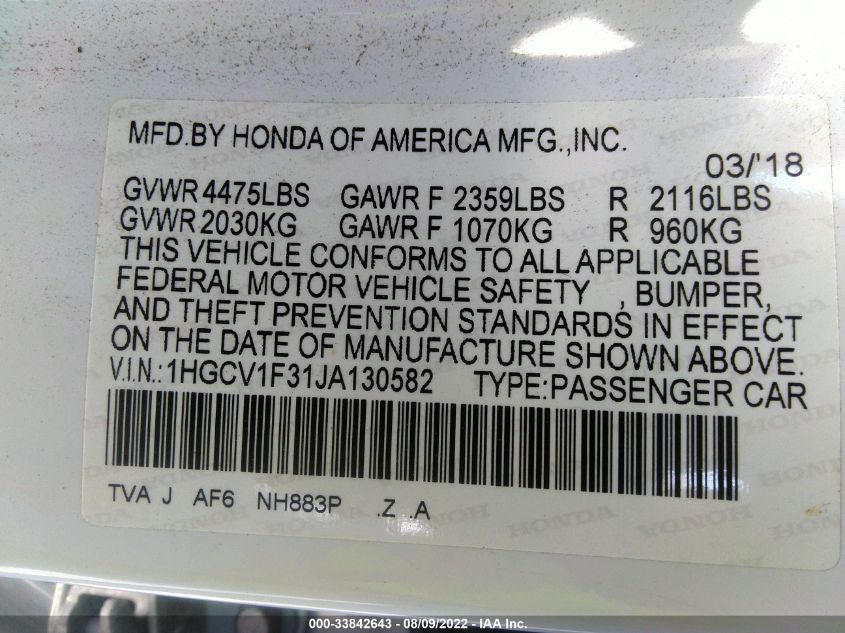 MFD.BY HONDA OF AMERICA MFG.,INC.
03/'18
GVWR 4475LBS GAWR F 2359LBS R 2116LBS
GVWR 2030KG GAWR F 1070KG R 960KG
THIS VEHICLE CONFORMS TO ALL APPLICABLE
FEDERAL MOTOR VEHICLE SAFETY , BUMPER,
AND THEFT PREVENTION STANDARDS IN EFFECT
ON THE DATE OF MANUFACTURE SHOWN ABOVE.
V.I.N.:1HGCV1F31JA130582 TYPE:PASSENGER CAR
TVA J AF6 NH883P .Z .A
000-33842643 - 08/09/2022 - IAA Inc.